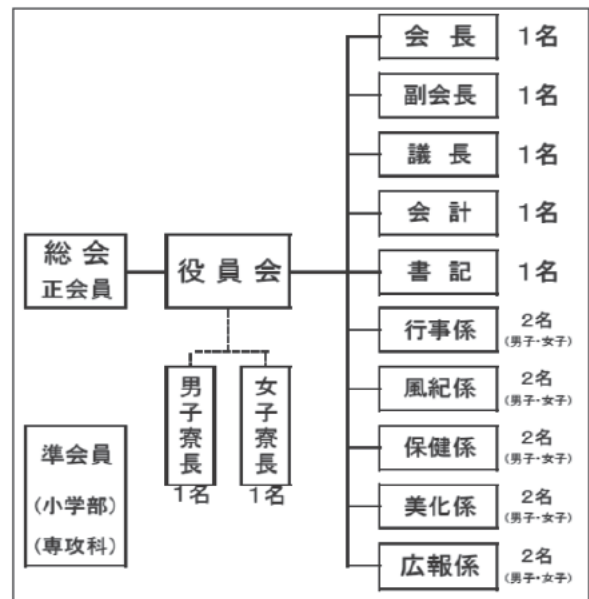 総会
正会員
役員会
男子寮長
1名
女子寮長
1名
準会員
(小学部)
(専攻科)
会長 1名
副会長 1名
議長 1名
会計 1名
書記 1名
行事係 2名
(男子・女子)
風紀係 2名
(男子・女子)
保健係 2名
(男子・女子)
美化係 2名
(男子・女子)
広報係 2名
(男子・女子)